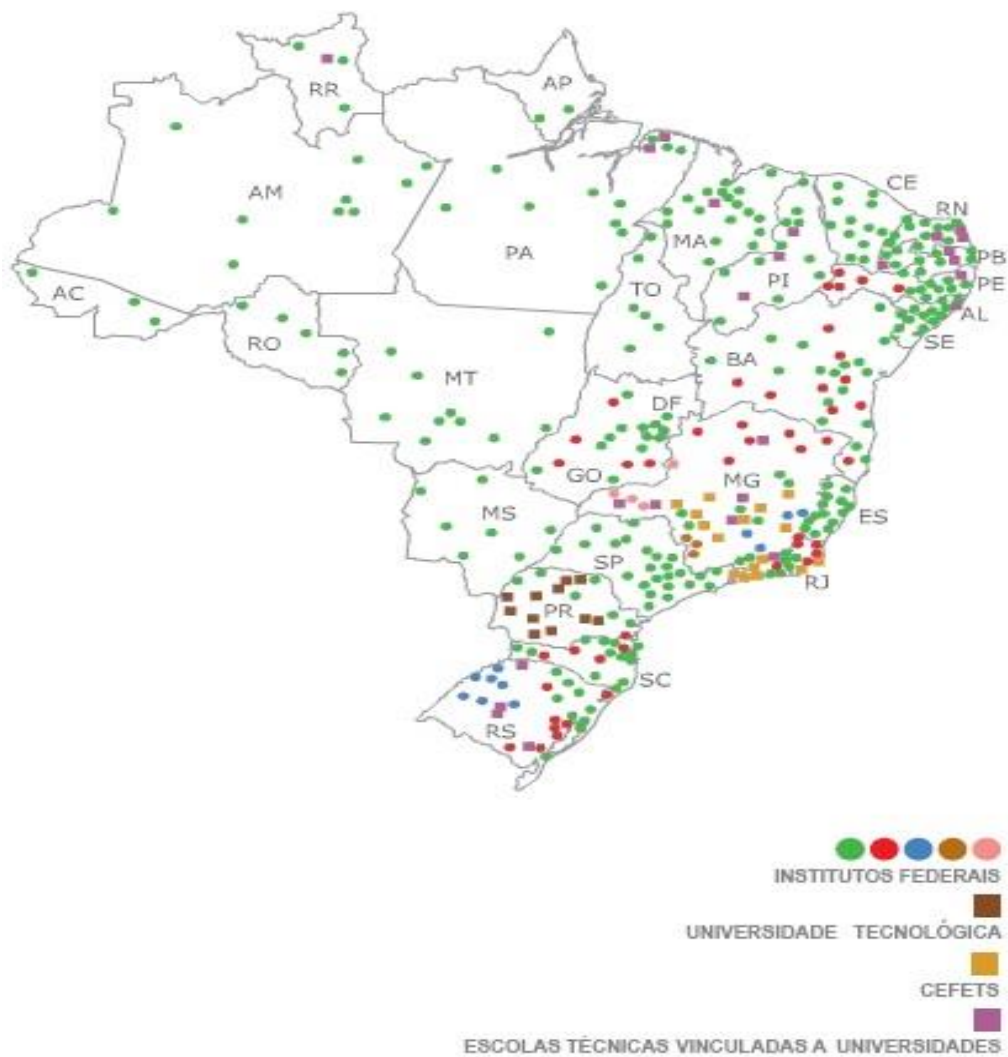 RR
AP
AM
PA
MA
CE
RN
PB
PE
AL
SE
PI
TO
AC
RO
MT
BA
DF
GO
MG
ES
MS
SP
RJ
PR
SC
RS
INSTITUTOS FEDERAIS
UNIVERSIDADE TECNOLÓGICA
CEFETS
ESCOLAS TÉCNICAS VINCULADAS A UNIVERSIDADES